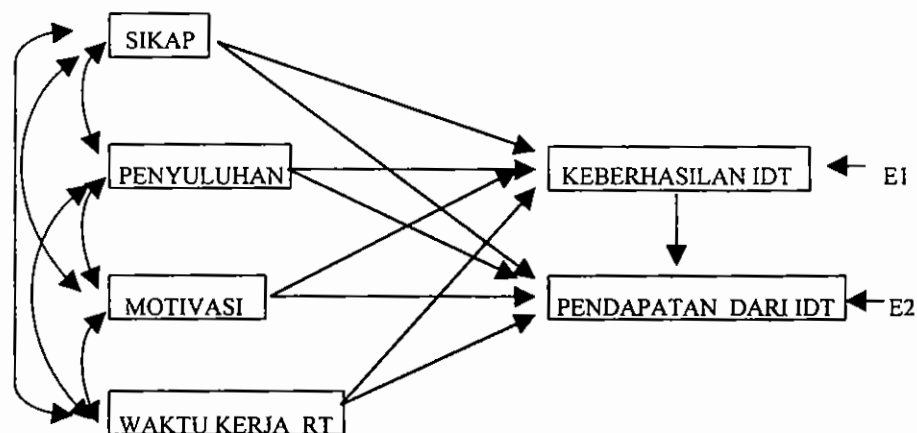 SIKAP
PENYULUHAN
KEBERHASILAN IDT
E1
MOTIVASI
PENDAPATAN DARI IDT
E2
WAKTU KERJA RT